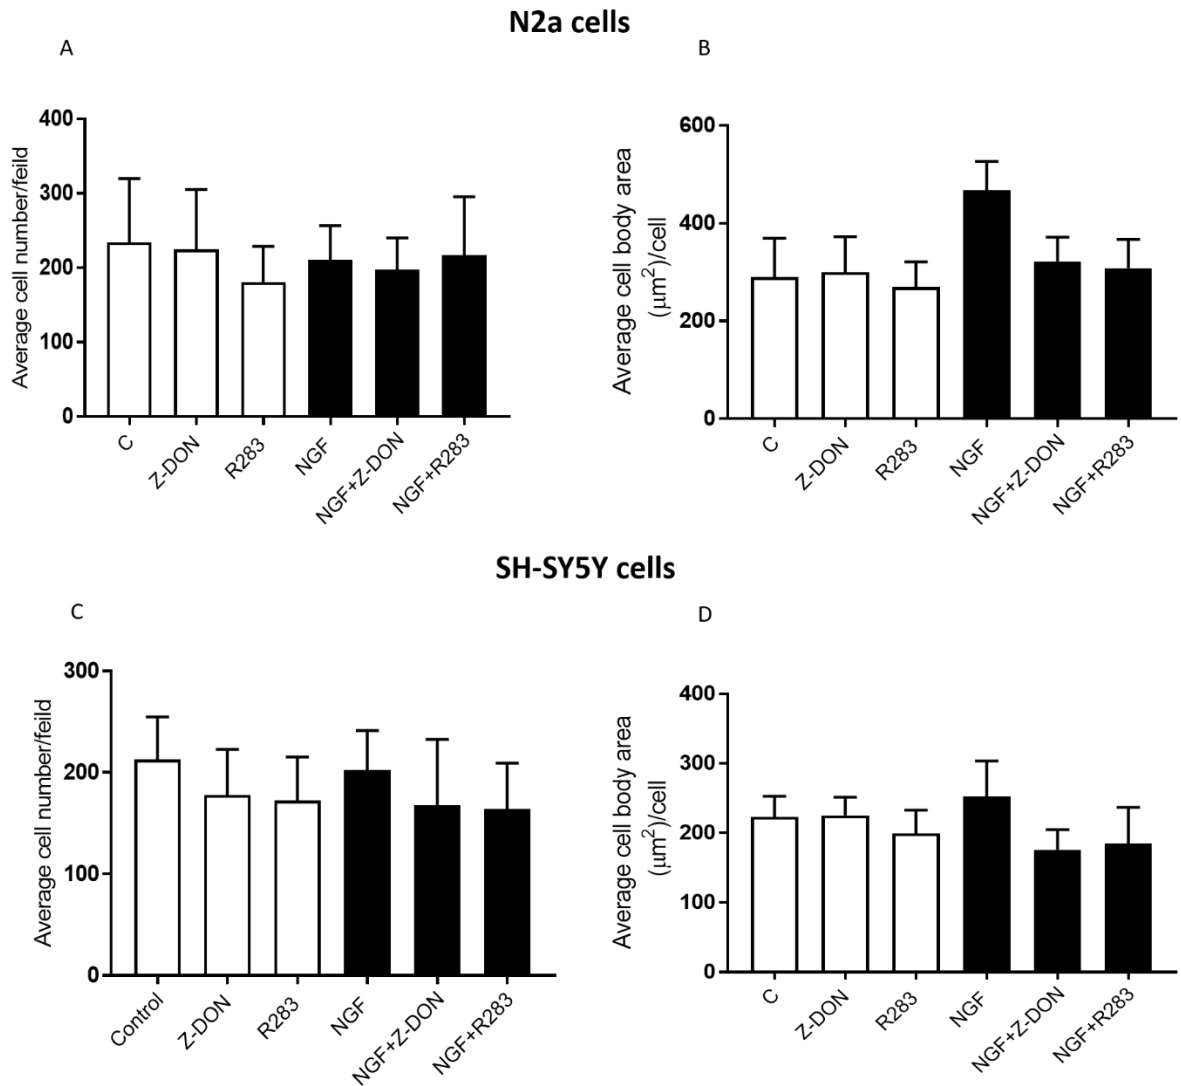 N2a cells
A
Average cell number/feild
400
300
200
100
0
C
Z-DON
R283
NGF
NGF+Z-DON
NGF+R283
B
Average cell body area
(μm²)/cell
600
400
200
0
C
Z-DON
R283
NGF
NGF+Z-DON
NGF+R283
SH-SY5Y cells
C
Average cell number/feild
300
200
100
0
Control
Z-DON
R283
NGF
NGF+Z-DON
NGF+R283
D
Average cell body area
(μm²)/cell
400
300
200
100
0
C
Z-DON
R283
NGF
NGF+Z-DON
NGF+R283